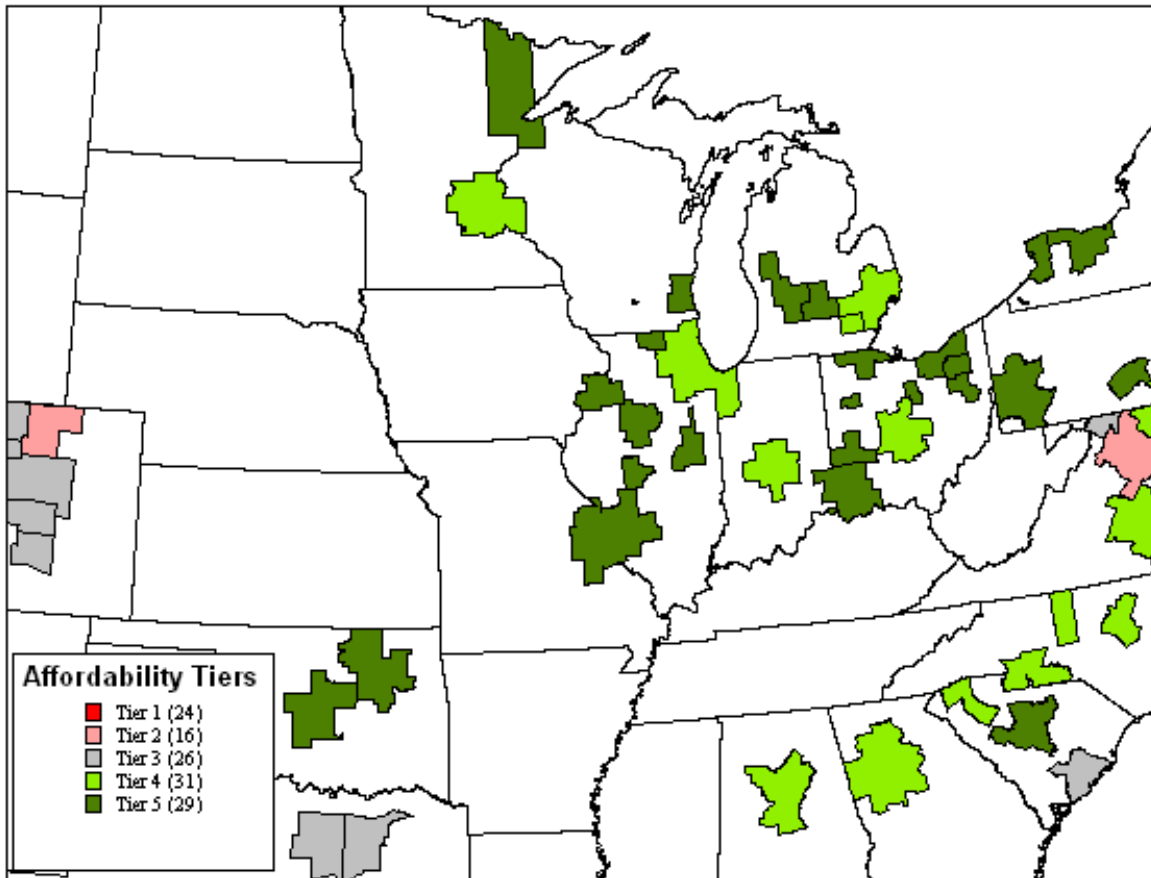 Affordability Tiers
Tier 1 (24)
Tier 2 (16)
Tier 3 (26)
Tier 4 (31)
Tier 5 (29)